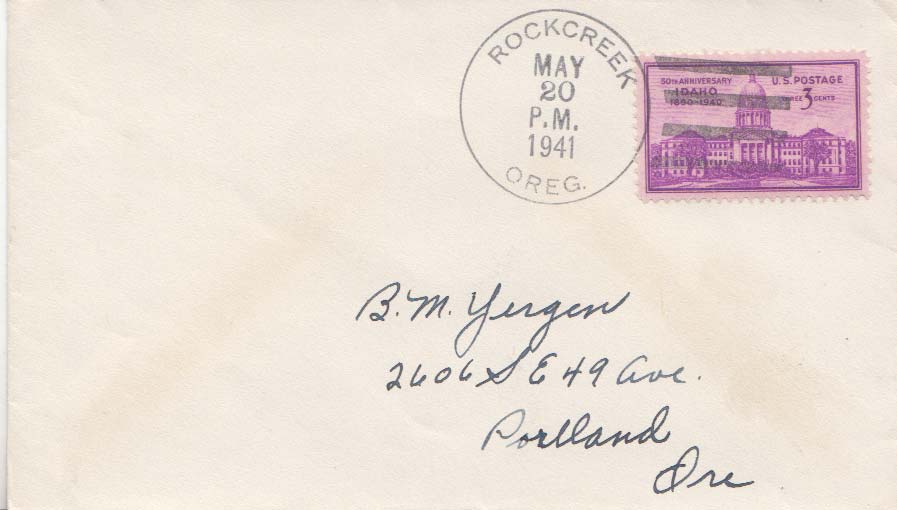 ROCKCREEK
MAY
20
P.M.
1941
OREG.
50TH ANNIVERSARY
IDAHO
1890-1940
U.S. POSTAGE
THREE 3 CENTS
B. M. Yergen
2606 S E 49 Ave.
Portland
Ore